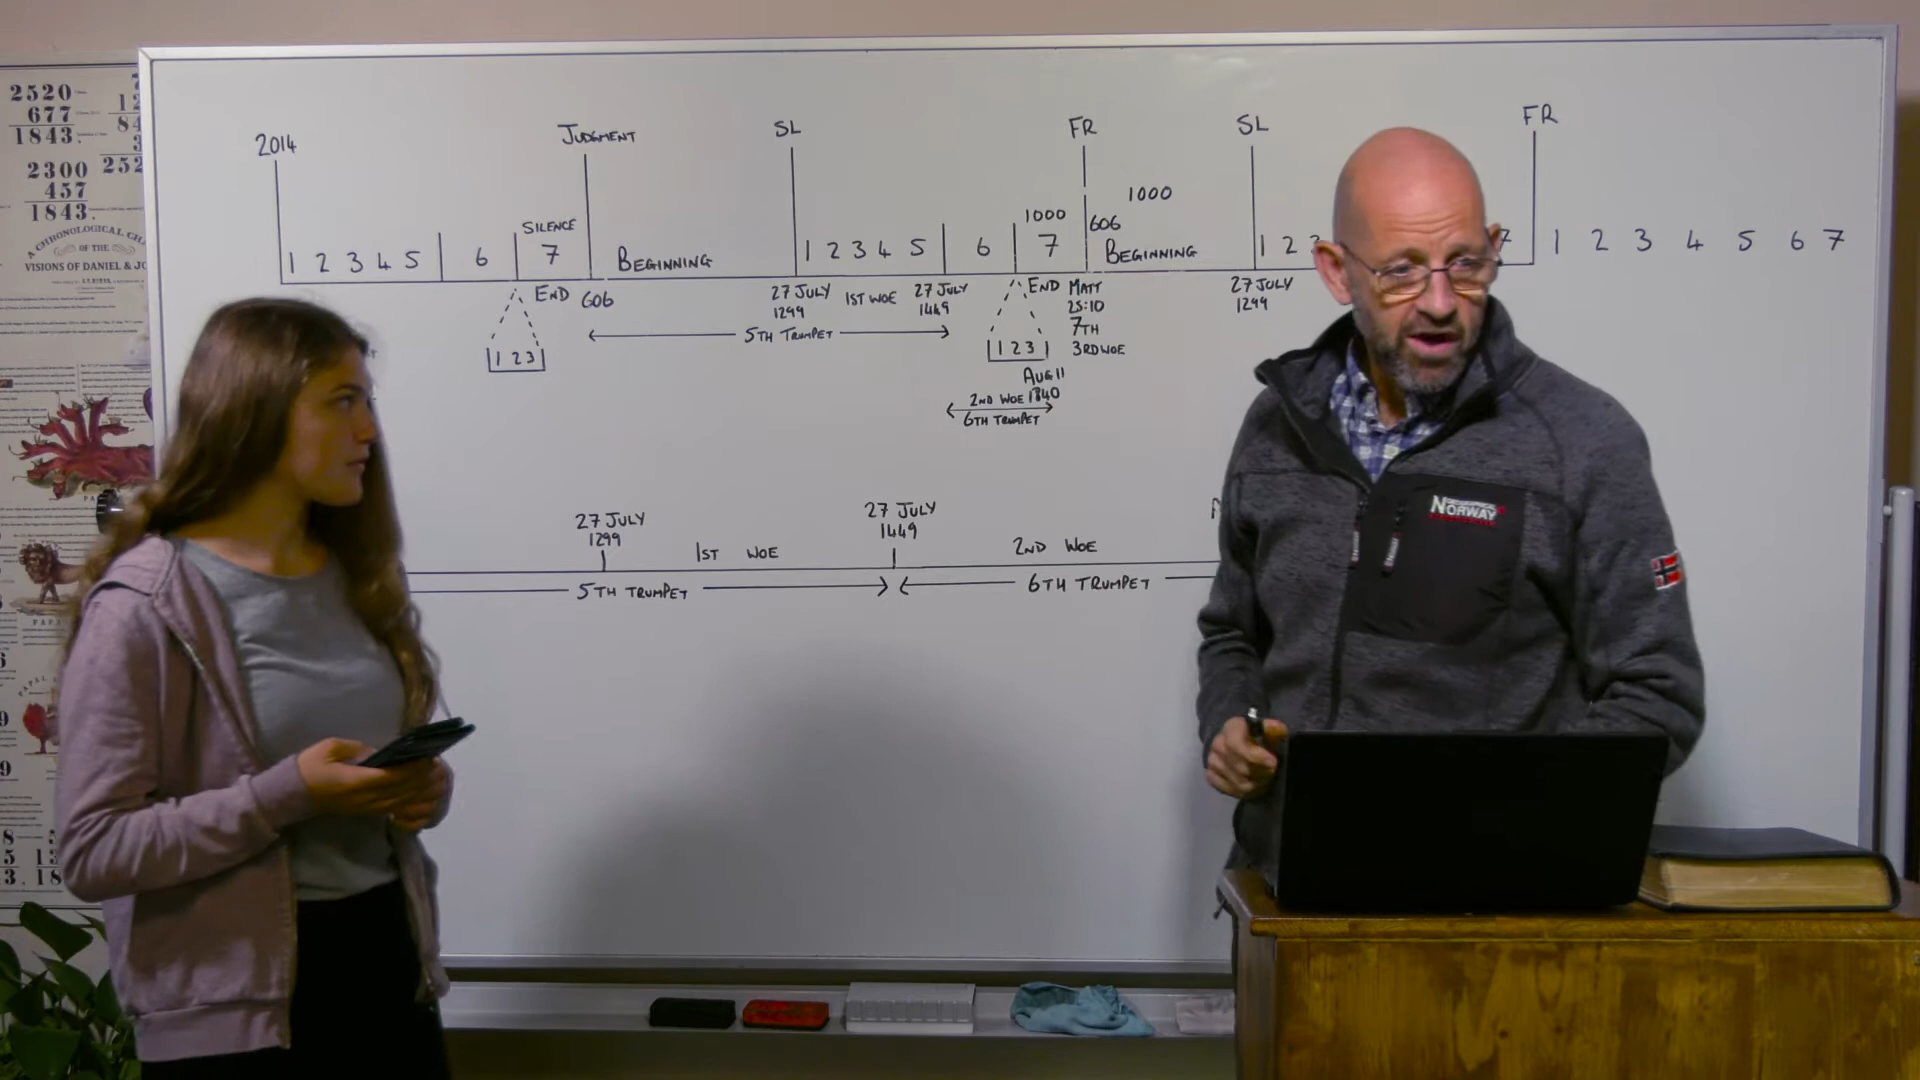 2520
677
1843.
2300
457
1843.
252
A CHRONOLOGICAL
OF THE
VISIONS OF DANIEL & JO
2014
JUDGMENT
SL
FR
SL
FR
1000
SILENCE
1000
606
1 2 3 4 5 6 7
BEGINNING
1 2 3 4 5 6 7
BEGINNING
1 2 3 7
1 2 3 4 5 6 7
END 606
27 JULY
1299
1ST WOE
27 JULY
1449
END
MATT
25:10
7TH
3RD WOE
27 JULY
1299
5TH TRUMPET
1 2 3
1 2 3
AUG 11
1840
2ND WOE
6TH TRUMPET
27 JULY
1299
1ST WOE
27 JULY
1449
2ND WOE
5TH TRUMPET
6TH TRUMPET
NORWAY